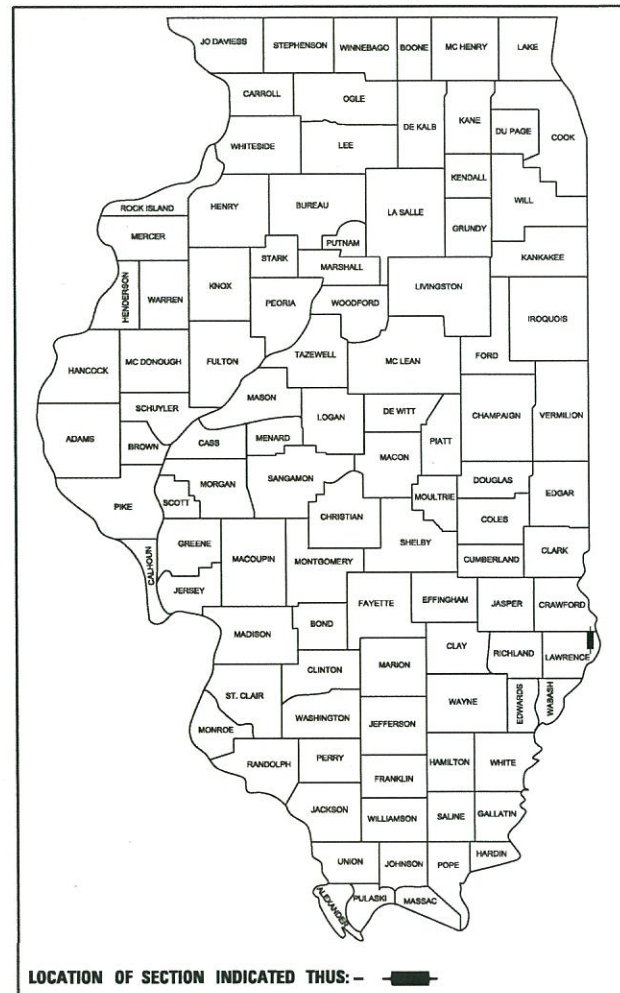 JO DAVIESS
STEPHENSON
WINNEBAGO
BOONE
MC HENRY
LAKE
CARROLL
OGLE
DE KALB
KANE
DU PAGE
COOK
WHITESIDE
LEE
KENDALL
WILL
ROCK ISLAND
HENRY
BUREAU
LA SALLE
GRUNDY
MERCER
PUTNAM
STARK
MARSHALL
KANKAKEE
HENDERSON
WARREN
KNOX
PEORIA
WOODFORD
LIVINGSTON
IROQUOIS
HANCOCK
MC DONOUGH
FULTON
TAZEWELL
MC LEAN
FORD
SCHUYLER
MASON
LOGAN
DE WITT
CHAMPAIGN
VERMILION
ADAMS
BROWN
CASS
MENARD
MACON
PIATT
PIKE
SCOTT
MORGAN
SANGAMON
CHRISTIAN
MOULTRIE
DOUGLAS
EDGAR
COLES
CALHOUN
GREENE
MACOUPIN
MONTGOMERY
SHELBY
CUMBERLAND
CLARK
JERSEY
FAYETTE
EFFINGHAM
JASPER
CRAWFORD
MADISON
BOND
CLAY
RICHLAND
LAWRENCE
CLINTON
MARION
ST. CLAIR
WASHINGTON
JEFFERSON
WAYNE
EDWARDS
WABASH
MONROE
RANDOLPH
PERRY
FRANKLIN
HAMILTON
WHITE
JACKSON
WILLIAMSON
SALINE
GALLATIN
UNION
JOHNSON
POPE
HARDIN
ALEXANDER
PULASKI
MASSAC
LOCATION OF SECTION INDICATED THUS: –